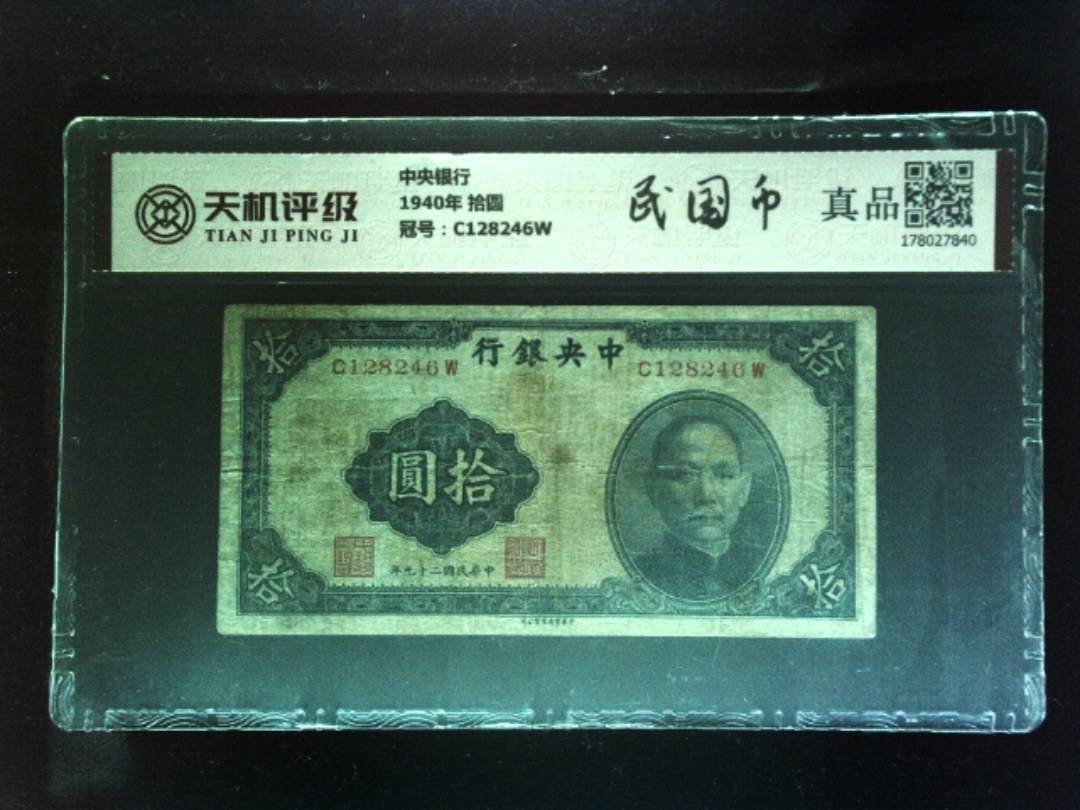 天机评级
TIAN JI PING JI
中央银行
1940年 拾圆
冠号：C128246W
民国币
真品
178027840
行銀央中
C128246W C128246W
拾 拾
圓拾
年九十二國民華中
拾 拾